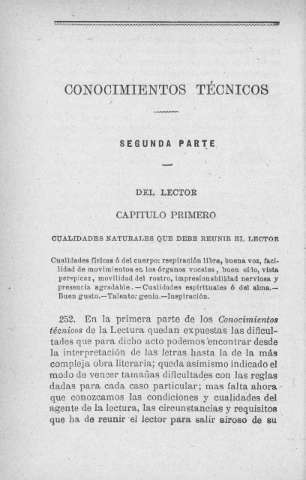 CONOCIMIENTOS TÉCNICOS
SEGUNDA PARTE
DEL LECTOR
CAPITULO PRIMERO
CUALIDADES NATURALES QUE DEBE REUNIR EL LECTOR
Cualidades físicas ó del cuerpo: respiración libre, buena voz, faci-
lidad de movimientos en los órganos vocales, buen oído, vista
perspicaz, movilidad del rostro, impresionabilidad nerviosa y
presencia agradable.—Cualidades espirituales ó del alma.—
Buen gusto.—Talento: genio.—Inspiración.
252. En la primera parte de los Conocimientos
técnicos de la Lectura quedan expuestas las dificul-
tades que para dicho acto podemos encontrar desde
la interpretación de las letras hasta la de la más
compleja obra literaria; queda asimismo indicado el
modo de vencer tamañas dificultades con las reglas
dadas para cada caso particular; mas falta ahora
que conozcamos las condiciones y cualidades del
agente de la lectura, las circunstancias y requisitos
que ha de reunir el lector para salir airoso de su